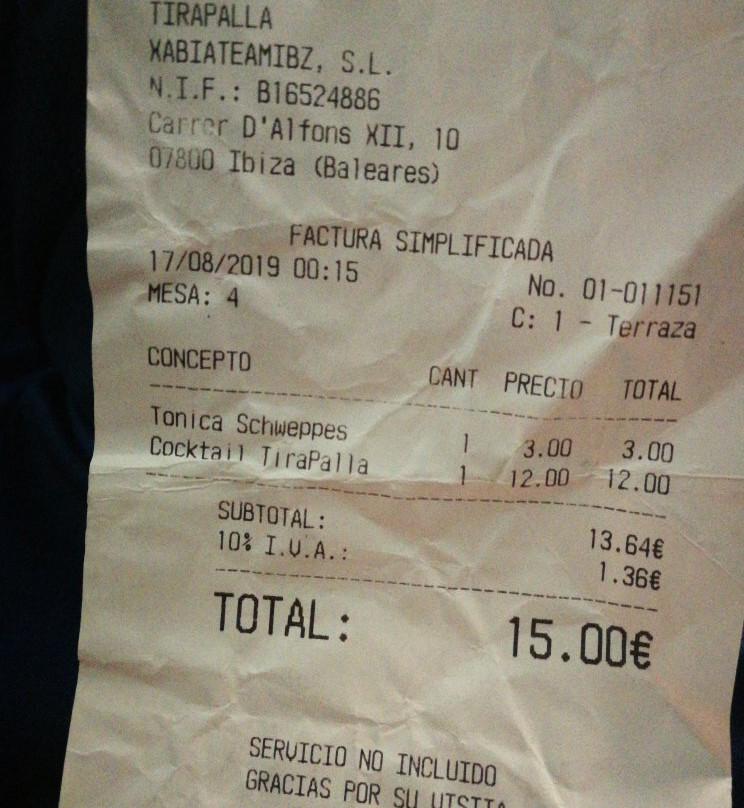 TIRAPALLA
XABIATEAMIBZ, S.L.
N.I.F.: B16524886
Carrer D'Alfons XII, 10
07800 Ibiza (Baleares)
FACTURA SIMPLIFICADA
17/08/2019 00:15 No. 01-011151
MESA: 4 C: 1 - Terraza
CONCEPTO CANT PRECIO TOTAL
Tonica Schweppes 1 3.00 3.00
Cocktail TiraPalla 1 12.00 12.00
SUBTOTAL: 13.64€
10% I.V.A.: 1.36€
TOTAL: 15.00€
SERVICIO NO INCLUIDO
GRACIAS POR SU VISITA